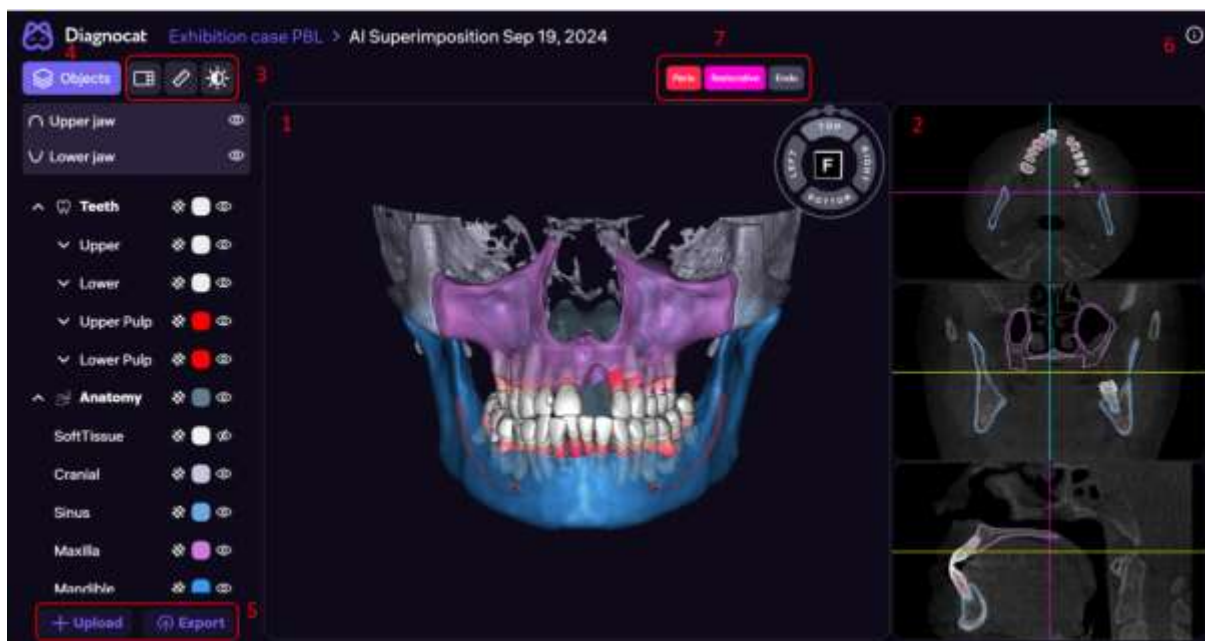 Diagnocat Exhibition case PBL > AI Superimposition Sep 19, 2024
7
6
4
Objects
3
Perio Restorative Endo
Upper jaw
Lower jaw
1
TOP
LEFT
F
RIGHT
BOTTOM
2
Teeth
Upper
Lower
Upper Pulp
Lower Pulp
Anatomy
SoftTissue
Cranial
Sinus
Maxilla
Mandible
5
+ Upload
Export